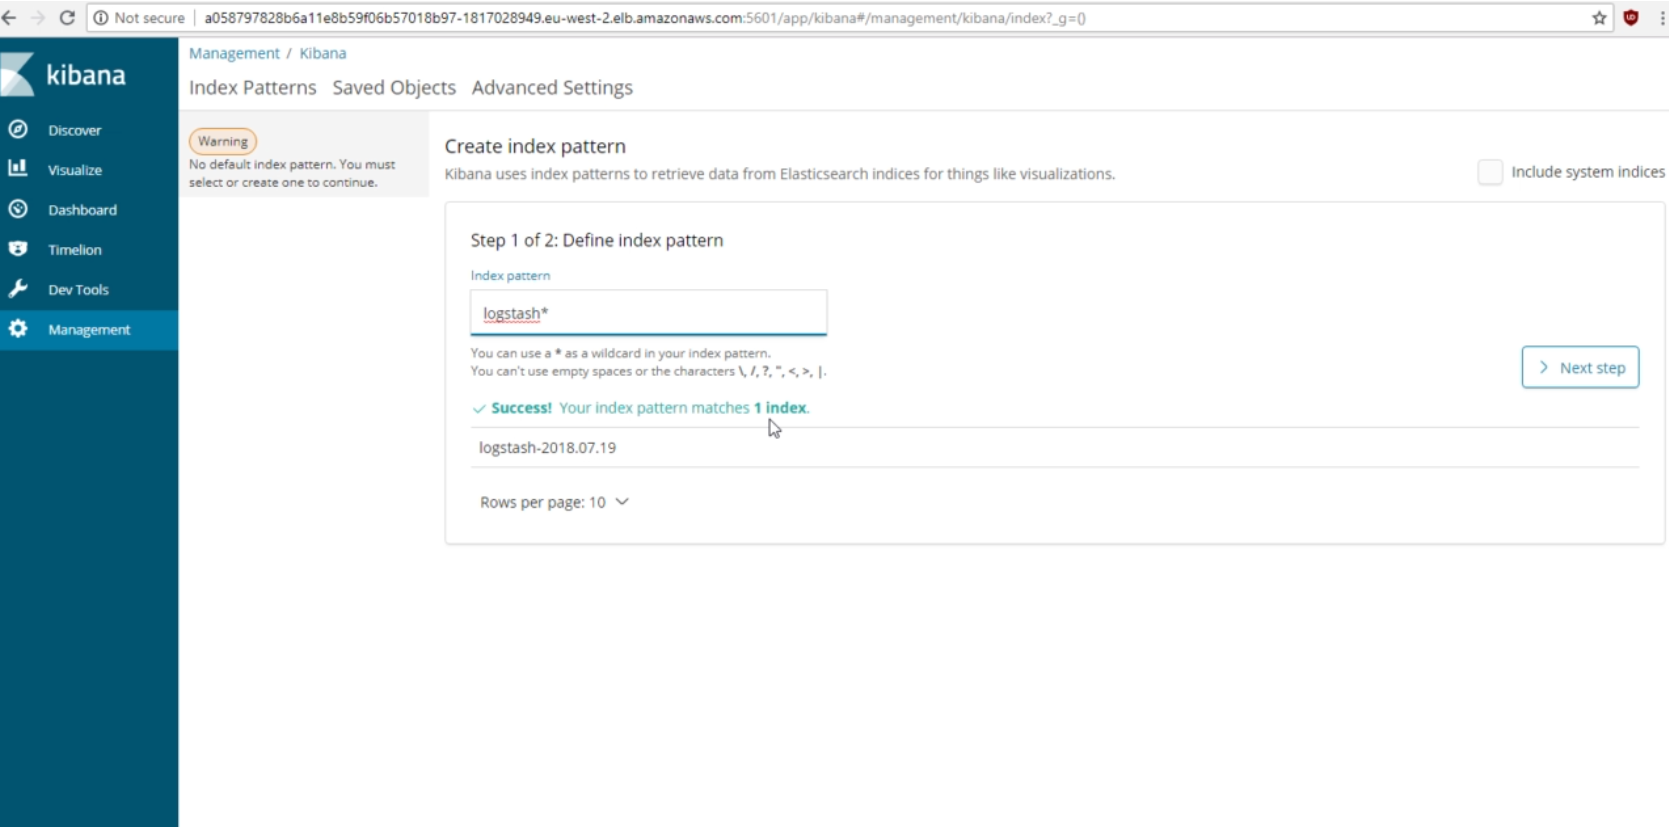 Not secure a058797828b6a11e8b59f06b57018b97-1817028949.eu-west-2.elb.amazonaws.com:5601/app/kibana#/management/kibana/index?_g=()
kibana
Discover
Visualize
Dashboard
Timelion
Dev Tools
Management
Management / Kibana
Index Patterns Saved Objects Advanced Settings
Warning
No default index pattern. You must
select or create one to continue.
Create index pattern
Kibana uses index patterns to retrieve data from Elasticsearch indices for things like visualizations.
Include system indices
Step 1 of 2: Define index pattern
Index pattern
logstash*
You can use a * as a wildcard in your index pattern.
You can't use empty spaces or the characters \, /, ?, ", <, >, |.
Next step
Success! Your index pattern matches 1 index.
logstash-2018.07.19
Rows per page: 10